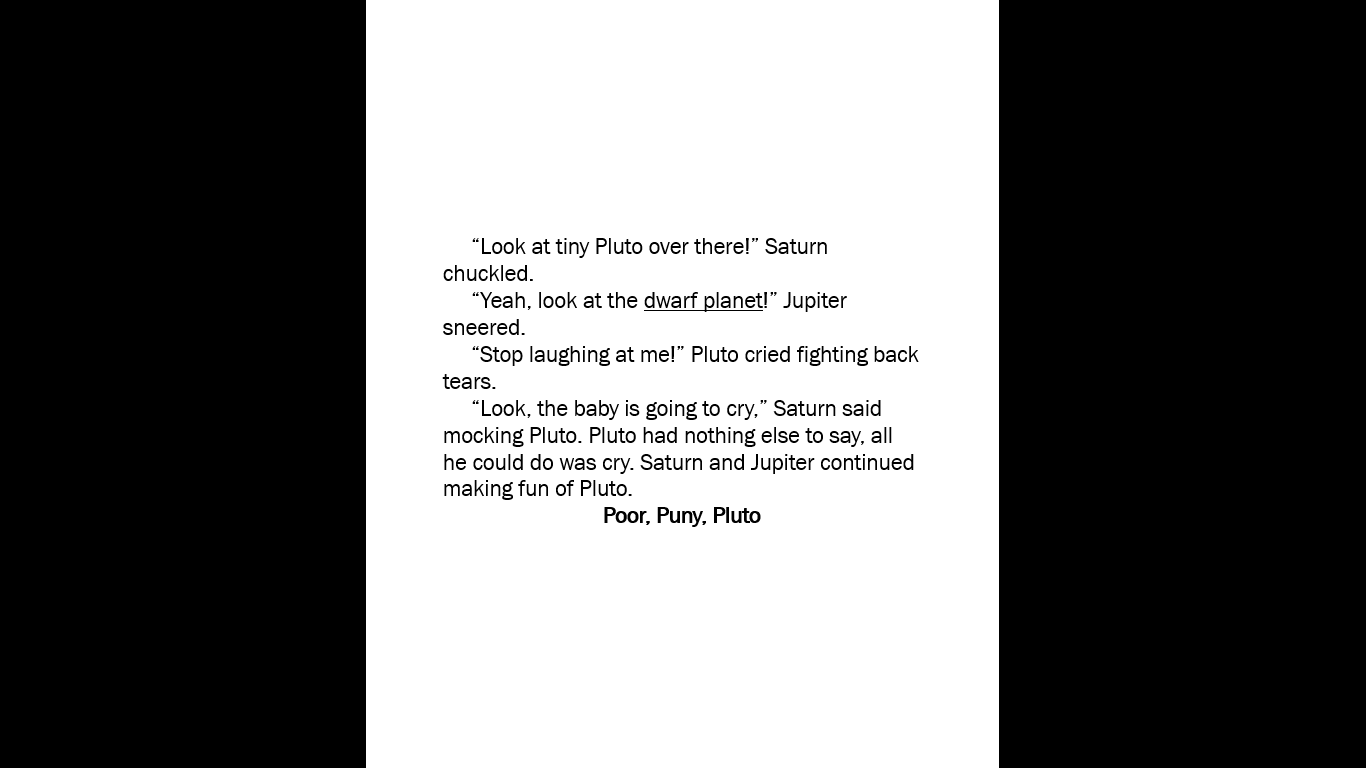 “Look at tiny Pluto over there!” Saturn
chuckled.
“Yeah, look at the dwarf planet!” Jupiter
sneered.
“Stop laughing at me!” Pluto cried fighting back
tears.
“Look, the baby is going to cry,” Saturn said
mocking Pluto. Pluto had nothing else to say, all
he could do was cry. Saturn and Jupiter continued
making fun of Pluto.
Poor, Puny, Pluto